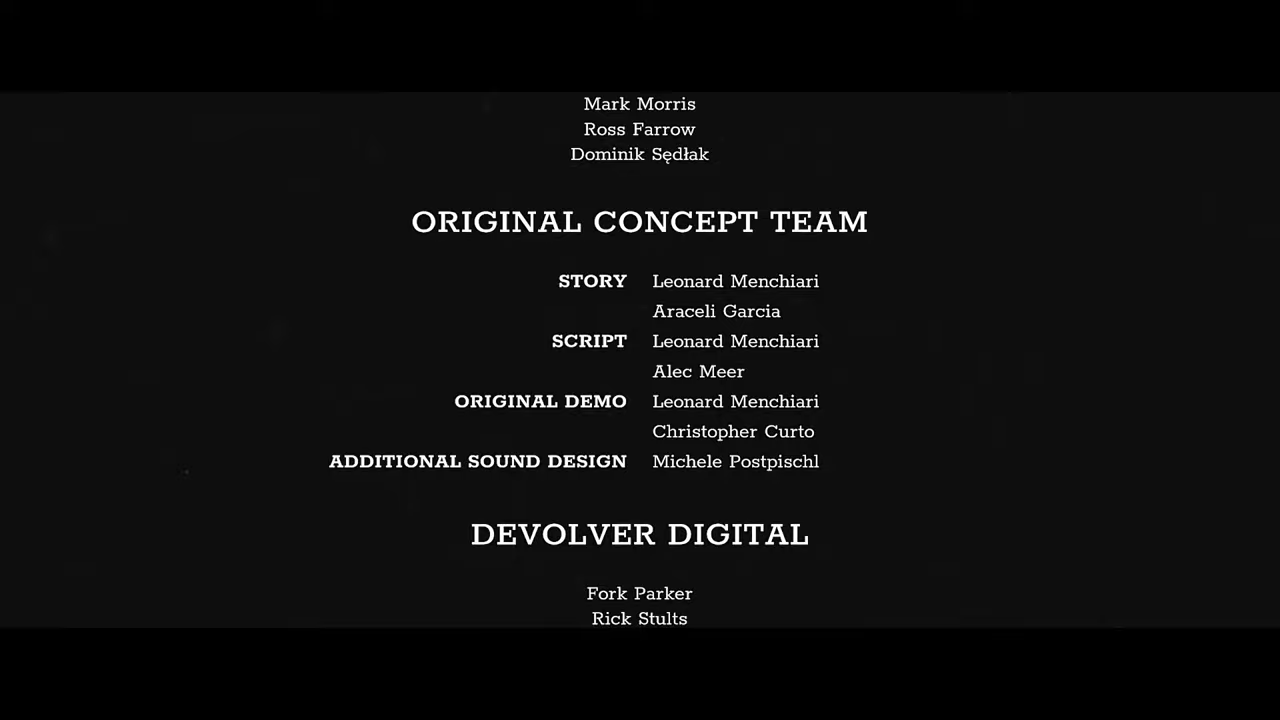 Mark Morris
Ross Farrow
Dominik Sędłak
ORIGINAL CONCEPT TEAM
STORY Leonard Menchiari
Araceli Garcia
SCRIPT Leonard Menchiari
Alec Meer
ORIGINAL DEMO Leonard Menchiari
Christopher Curto
ADDITIONAL SOUND DESIGN Michele Postpischl
DEVOLVER DIGITAL
Fork Parker
Rick Stults